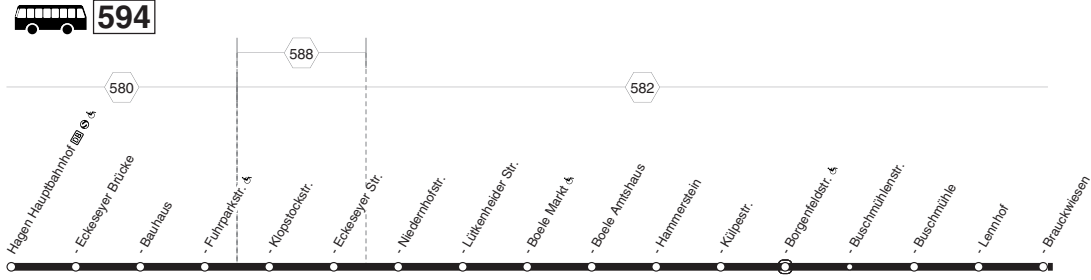 594
588
580
582
Hagen Hauptbahnhof DB S
- Eckeseyer Brücke
- Bauhaus
- Fuhrparkstr.
- Klopstockstr.
- Eckeseyer Str.
- Niedernhofstr.
- Lütkenheider Str.
- Boele Markt
- Boele Amtshaus
- Hammerstein
- Külpestr.
- Borgenfeldstr.
- Buschmühlenstr.
- Buschmühle
- Lennhof
- Brauckwiesen